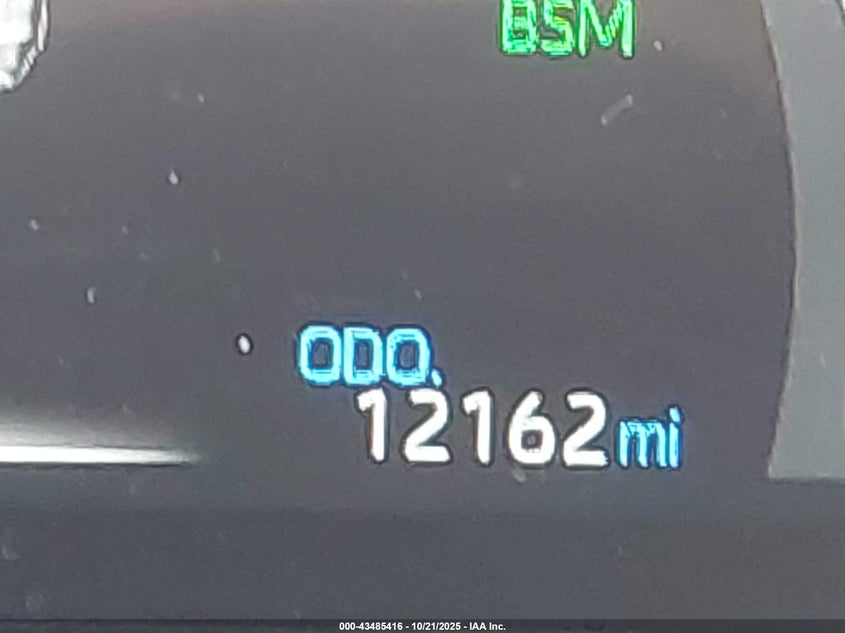 BSM
ODO.
12162mi
000-43485416 - 10/21/2025 - IAA Inc.